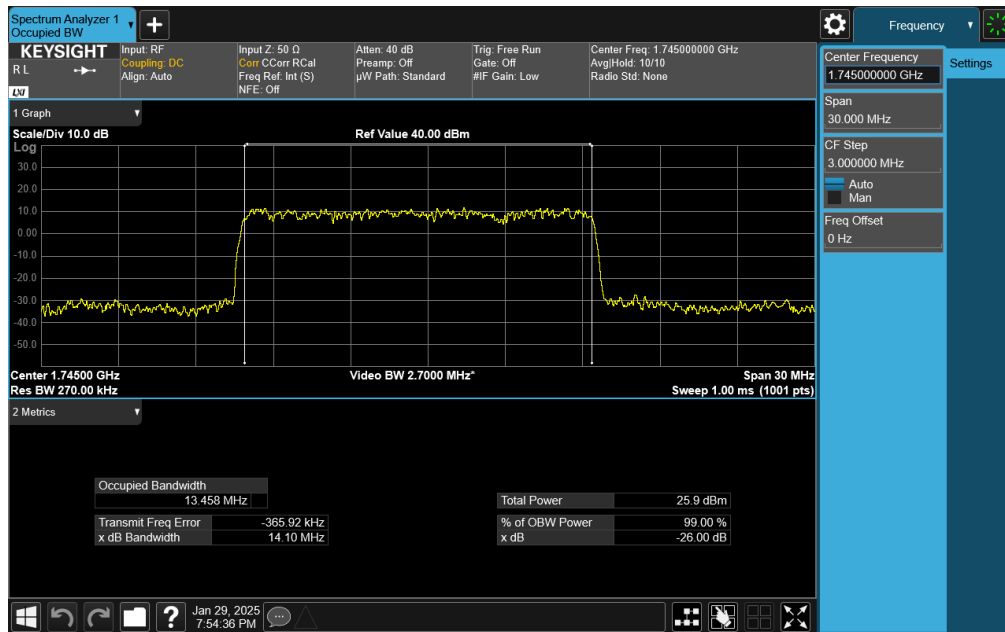 Spectrum Analyzer 1
Occupied BW
Frequency
KEYSIGHT
R L
LXI
Input: RF
Coupling: DC
Align: Auto
Input Z: 50 Ω
Corr CCorr RCal
Freq Ref: Int (S)
NFE: Off
Atten: 40 dB
Preamp: Off
µW Path: Standard
Trig: Free Run
Gate: Off
#IF Gain: Low
Center Freq: 1.745000000 GHz
Avg|Hold: 10/10
Radio Std: None
Center Frequency
1.745000000 GHz
Settings
Span
30.000 MHz
CF Step
3.000000 MHz
Auto
Man
Freq Offset
0 Hz
1 Graph
Scale/Div 10.0 dB
Ref Value 40.00 dBm
Log
30.0
20.0
10.0
0.00
-10.0
-20.0
-30.0
-40.0
-50.0
Center 1.74500 GHz
Video BW 2.7000 MHz*
Span 30 MHz
Res BW 270.00 kHz
Sweep 1.00 ms (1001 pts)
2 Metrics
Occupied Bandwidth
13.458 MHz
Total Power 25.9 dBm
Transmit Freq Error -365.92 kHz
% of OBW Power 99.00 %
x dB Bandwidth 14.10 MHz
x dB -26.00 dB
?
Jan 29, 2025
7:54:36 PM